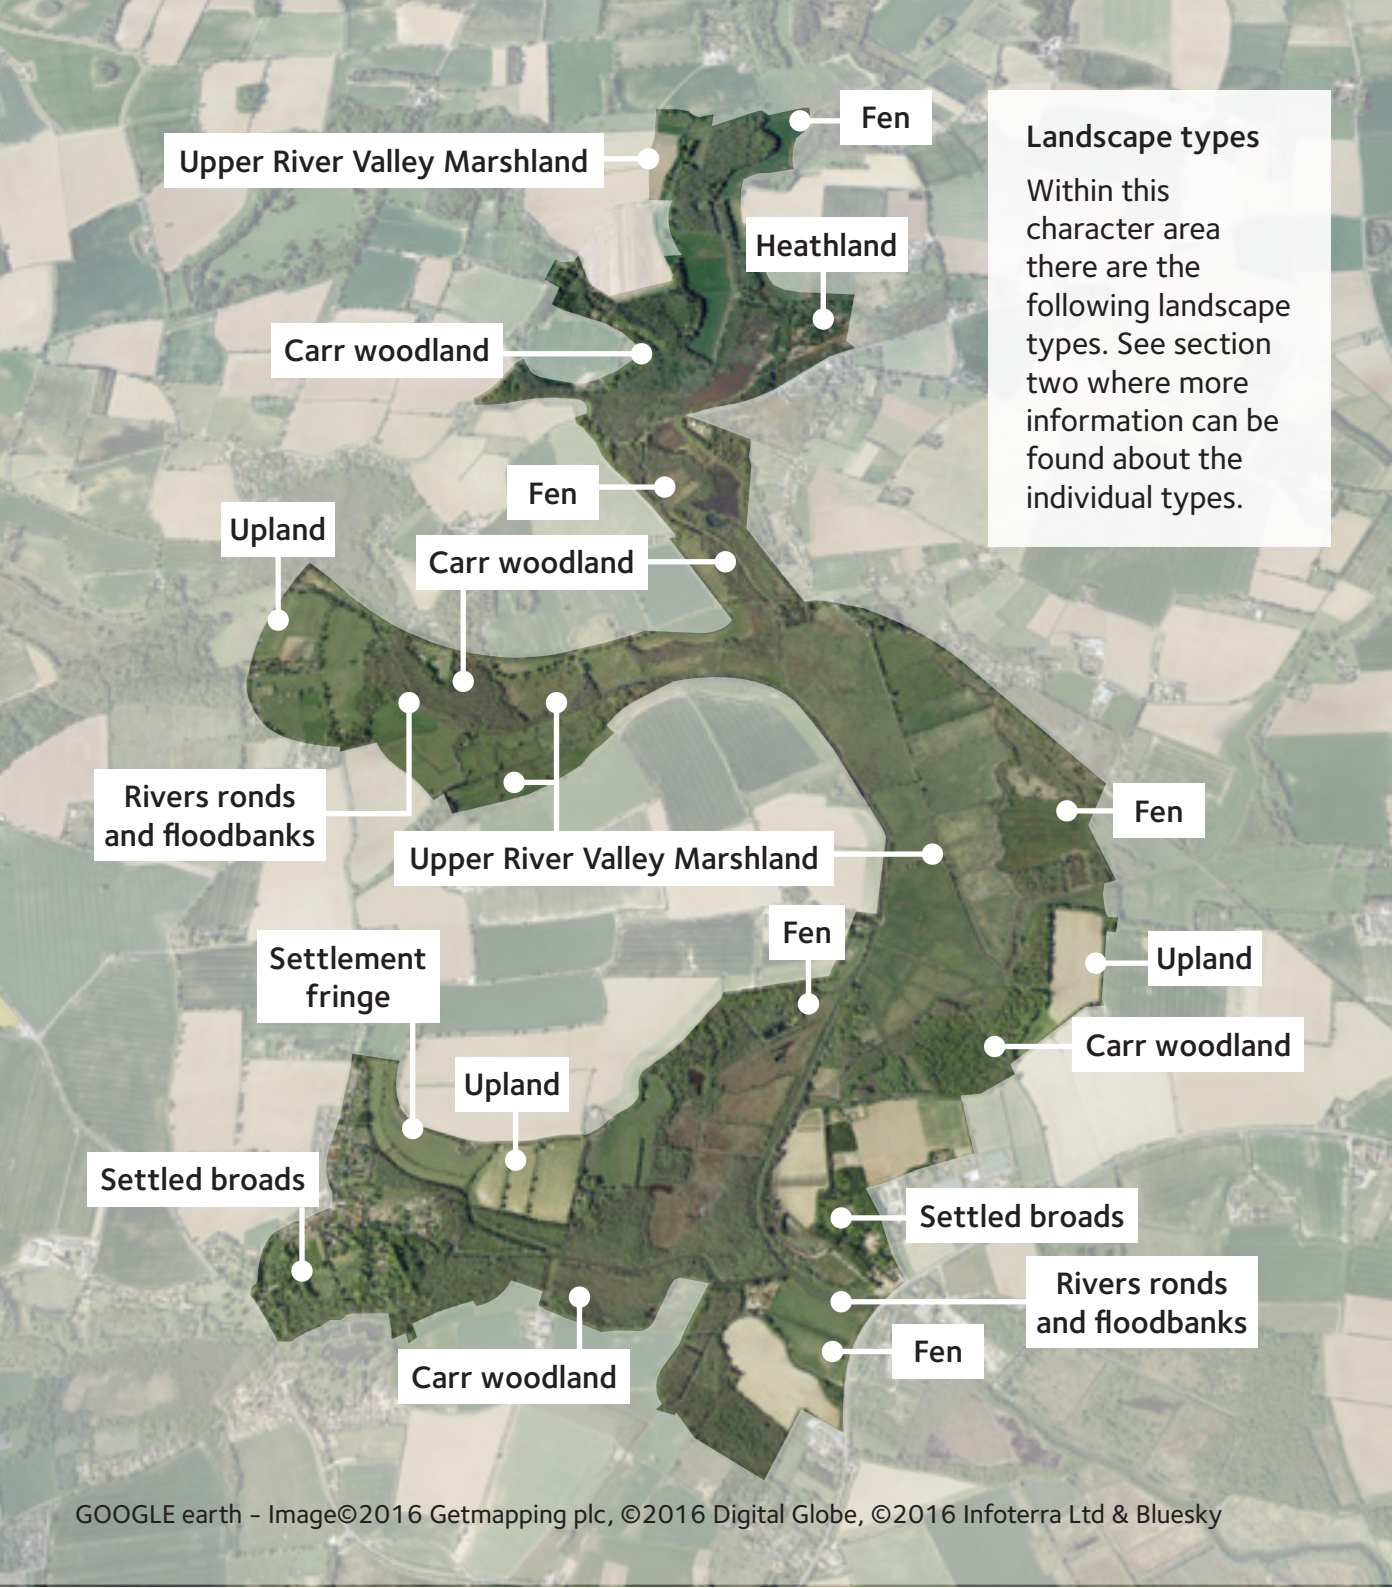 Fen
Upper River Valley Marshland
Heathland
Carr woodland
Landscape types
Within this
character area
there are the
following landscape
types. See section
two where more
information can be
found about the
individual types.
Fen
Upland
Carr woodland
Rivers ronds
and floodbanks
Fen
Upper River Valley Marshland
Fen
Settlement
fringe
Upland
Carr woodland
Upland
Settled broads
Settled broads
Rivers ronds
and floodbanks
Fen
Carr woodland
GOOGLE earth – Image©2016 Getmapping plc, ©2016 Digital Globe, ©2016 Infoterra Ltd & Bluesky